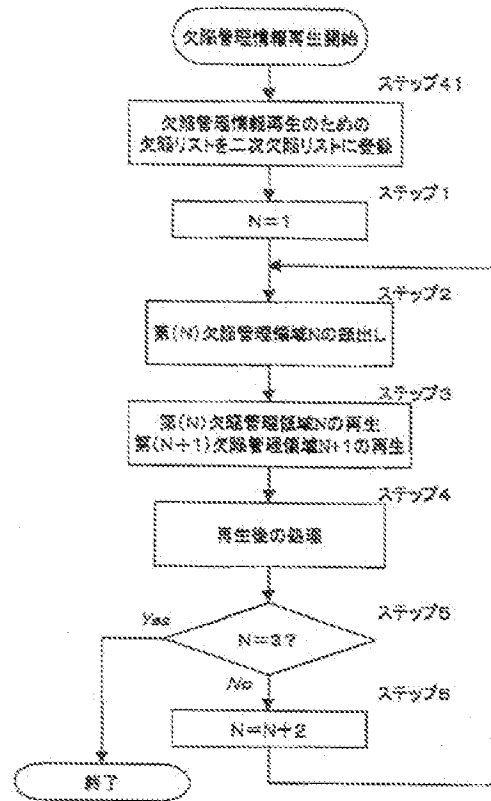 欠陥管理情報再生開始
ステップ41
欠陥管理情報再生のための
欠陥リストを二次欠陥リストに登録
ステップ1
N=1
ステップ2
第(N)欠陥管理領域Nの頭出し
ステップ3
第(N)欠陥管理領域Nの再生
第(N+1)欠陥管理領域N+1の再生
ステップ4
再生後の処理
ステップ5
Yes
N=3?
No
ステップ6
N=N+2
終了